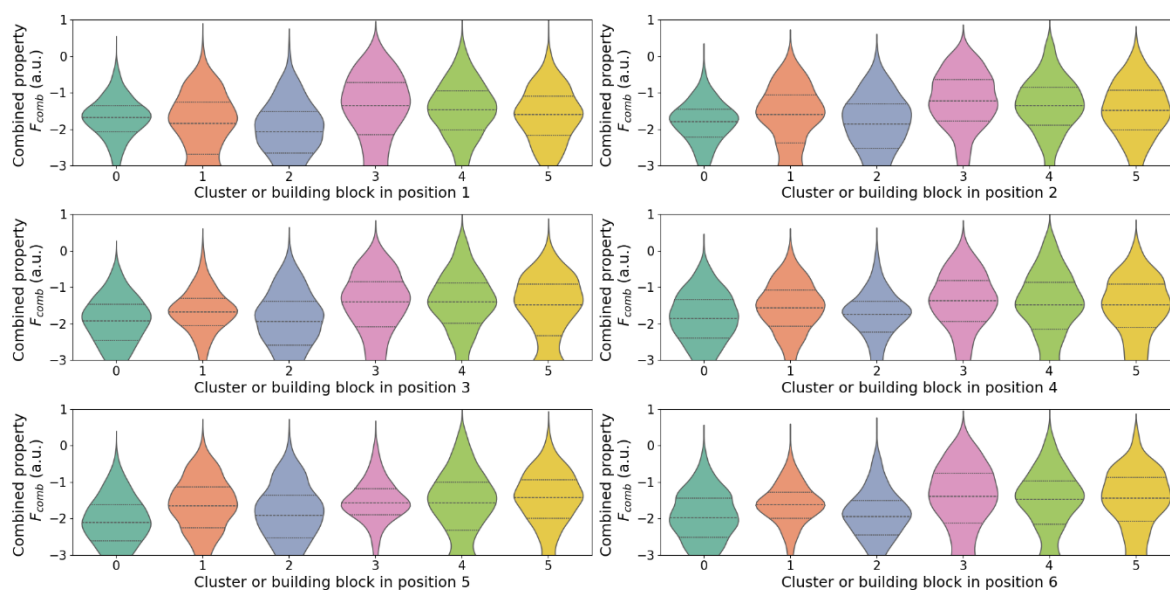 Combined property
F_comb (a.u.)
1
0
−1
−2
−3
0 1 2 3 4 5
Cluster or building block in position 1
Combined property
F_comb (a.u.)
1
0
−1
−2
−3
0 1 2 3 4 5
Cluster or building block in position 2
Combined property
F_comb (a.u.)
1
0
−1
−2
−3
0 1 2 3 4 5
Cluster or building block in position 3
Combined property
F_comb (a.u.)
1
0
−1
−2
−3
0 1 2 3 4 5
Cluster or building block in position 4
Combined property
F_comb (a.u.)
1
0
−1
−2
−3
0 1 2 3 4 5
Cluster or building block in position 5
Combined property
F_comb (a.u.)
1
0
−1
−2
−3
0 1 2 3 4 5
Cluster or building block in position 6